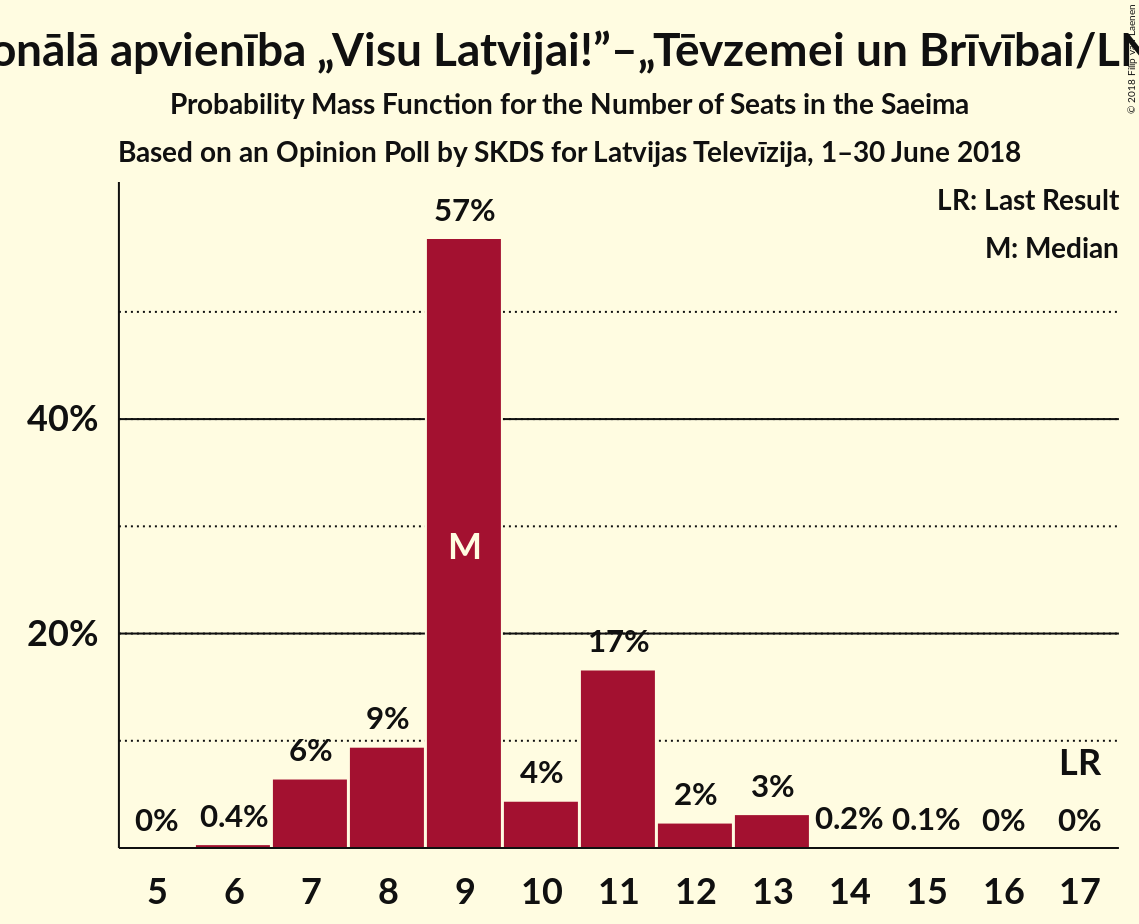 onālā apvienība „Visu Latvijai!”–„Tēvzemei un Brīvībai/LN
Probability Mass Function for the Number of Seats in the Saeima
Based on an Opinion Poll by SKDS for Latvijas Televīzija, 1–30 June 2018
© 2018 Filip van Laenen
LR: Last Result
M: Median
57%
40%
M
20%
17%
9%
6%
LR
4%
3%
2%
0% 0.4% 0.2% 0.1% 0% 0%
5 6 7 8 9 10 11 12 13 14 15 16 17